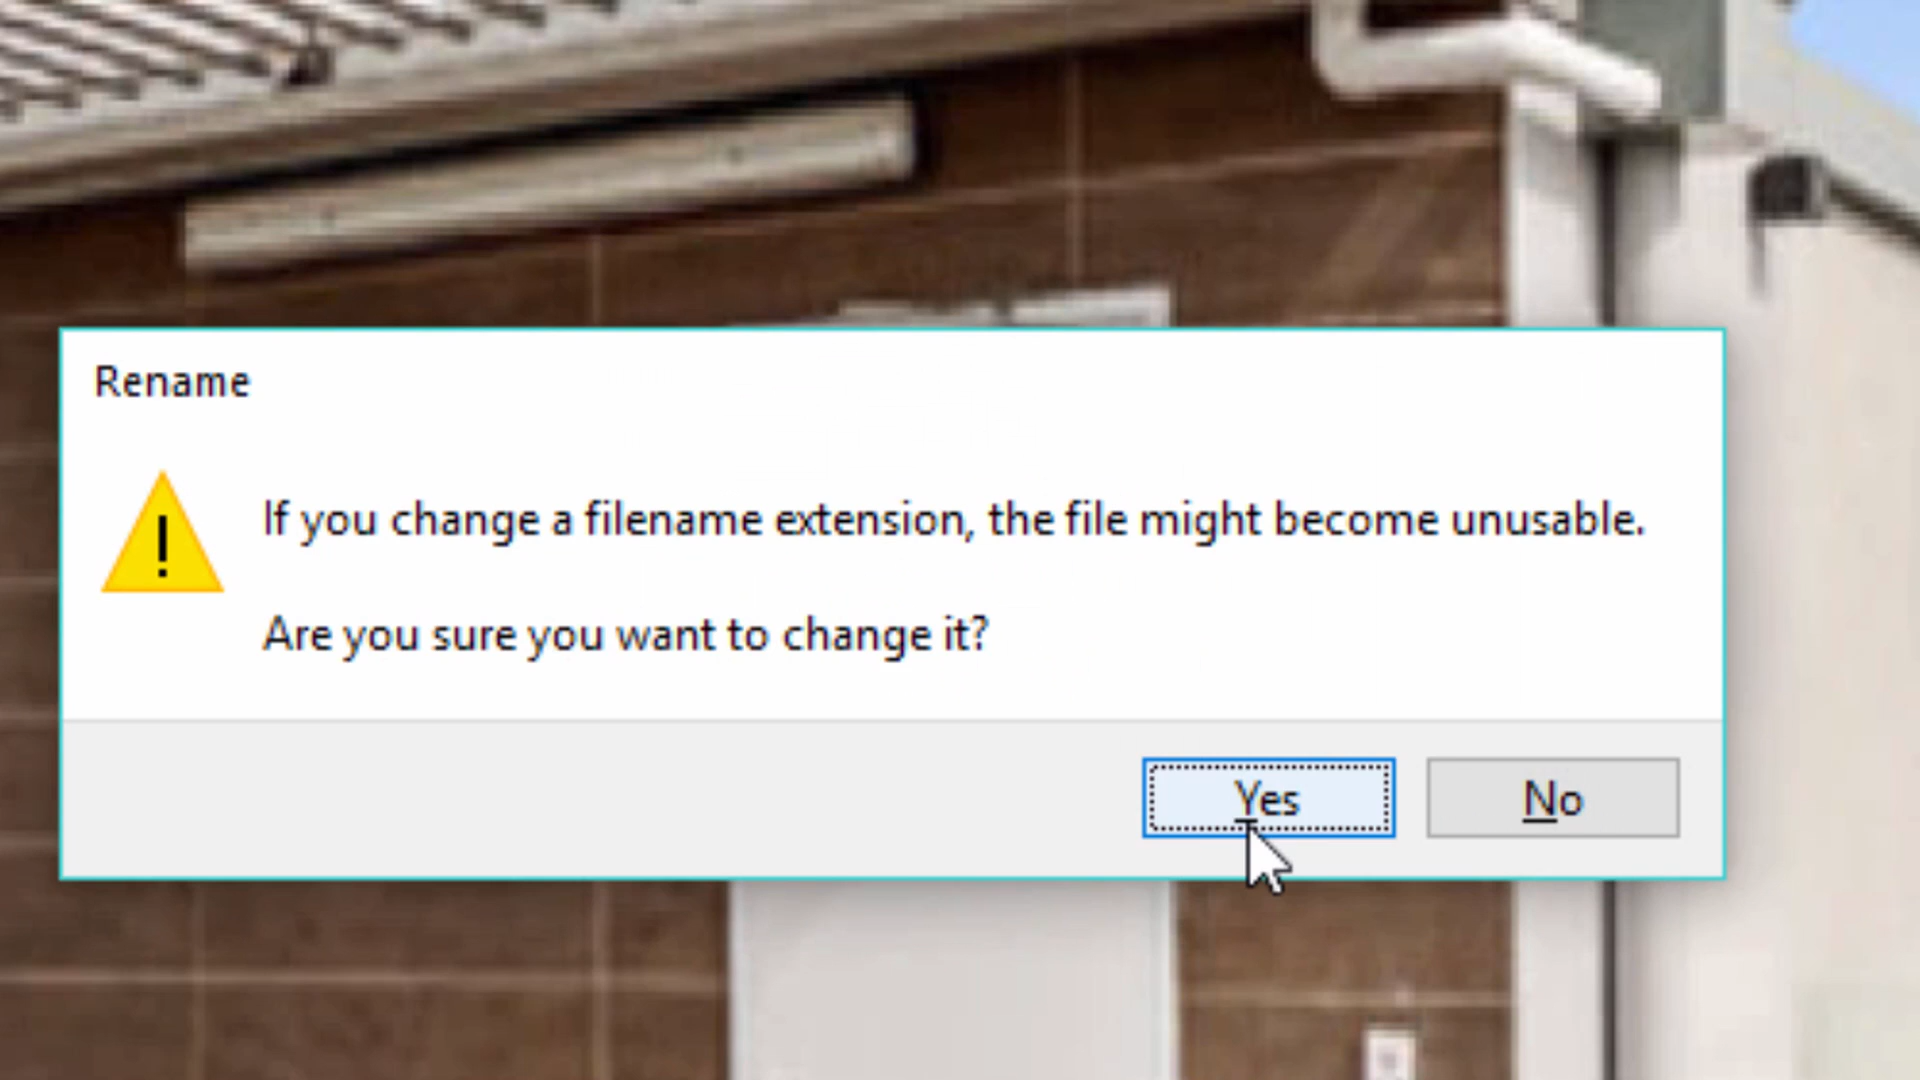 Rename
If you change a filename extension, the file might become unusable.
Are you sure you want to change it?
Yes
No